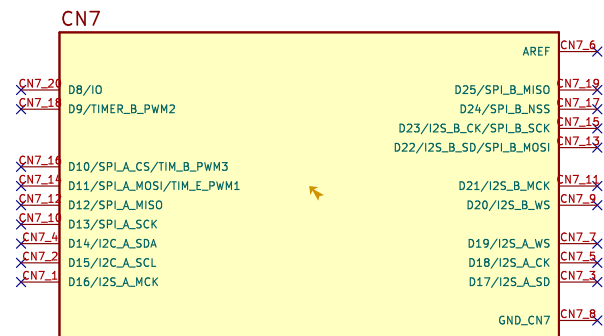 CN7
AREF CN7_6
CN7_20 D8/IO D25/SPI_B_MISO CN7_19
CN7_18 D9/TIMER_B_PWM2 D24/SPI_B_NSS CN7_17
D23/I2S_B_CK/SPI_B_SCK CN7_15
D22/I2S_B_SD/SPI_B_MOSI CN7_13
CN7_16 D10/SPI_A_CS/TIM_B_PWM3
CN7_14 D11/SPI_A_MOSI/TIM_E_PWM1 D21/I2S_B_MCK CN7_11
CN7_12 D12/SPI_A_MISO D20/I2S_B_WS CN7_9
CN7_10 D13/SPI_A_SCK
CN7_4 D14/I2C_A_SDA D19/I2S_A_WS CN7_7
CN7_2 D15/I2C_A_SCL D18/I2S_A_CK CN7_5
CN7_1 D16/I2S_A_MCK D17/I2S_A_SD CN7_3
GND_CN7 CN7_8